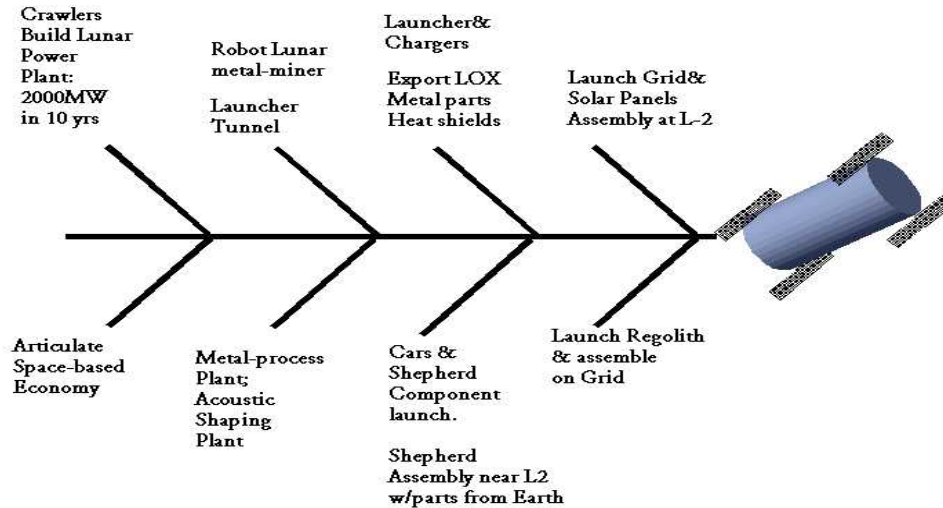 Crawlers
Build Lunar
Power
Plant:
2000MW
in 10 yrs
Robot Lunar
metal-miner
Launcher
Tunnel
Launcher&
Chargers
Export LOX
Metal parts
Heat shields
Launch Grid&
Solar Panels
Assembly at L-2
Articulate
Space-based
Economy
Metal-process
Plant;
Acoustic
Shaping
Plant
Cars &
Shepherd
Component
launch.
Shepherd
Assembly near L2
w/parts from Earth
Launch Regolith
& assemble
on Grid